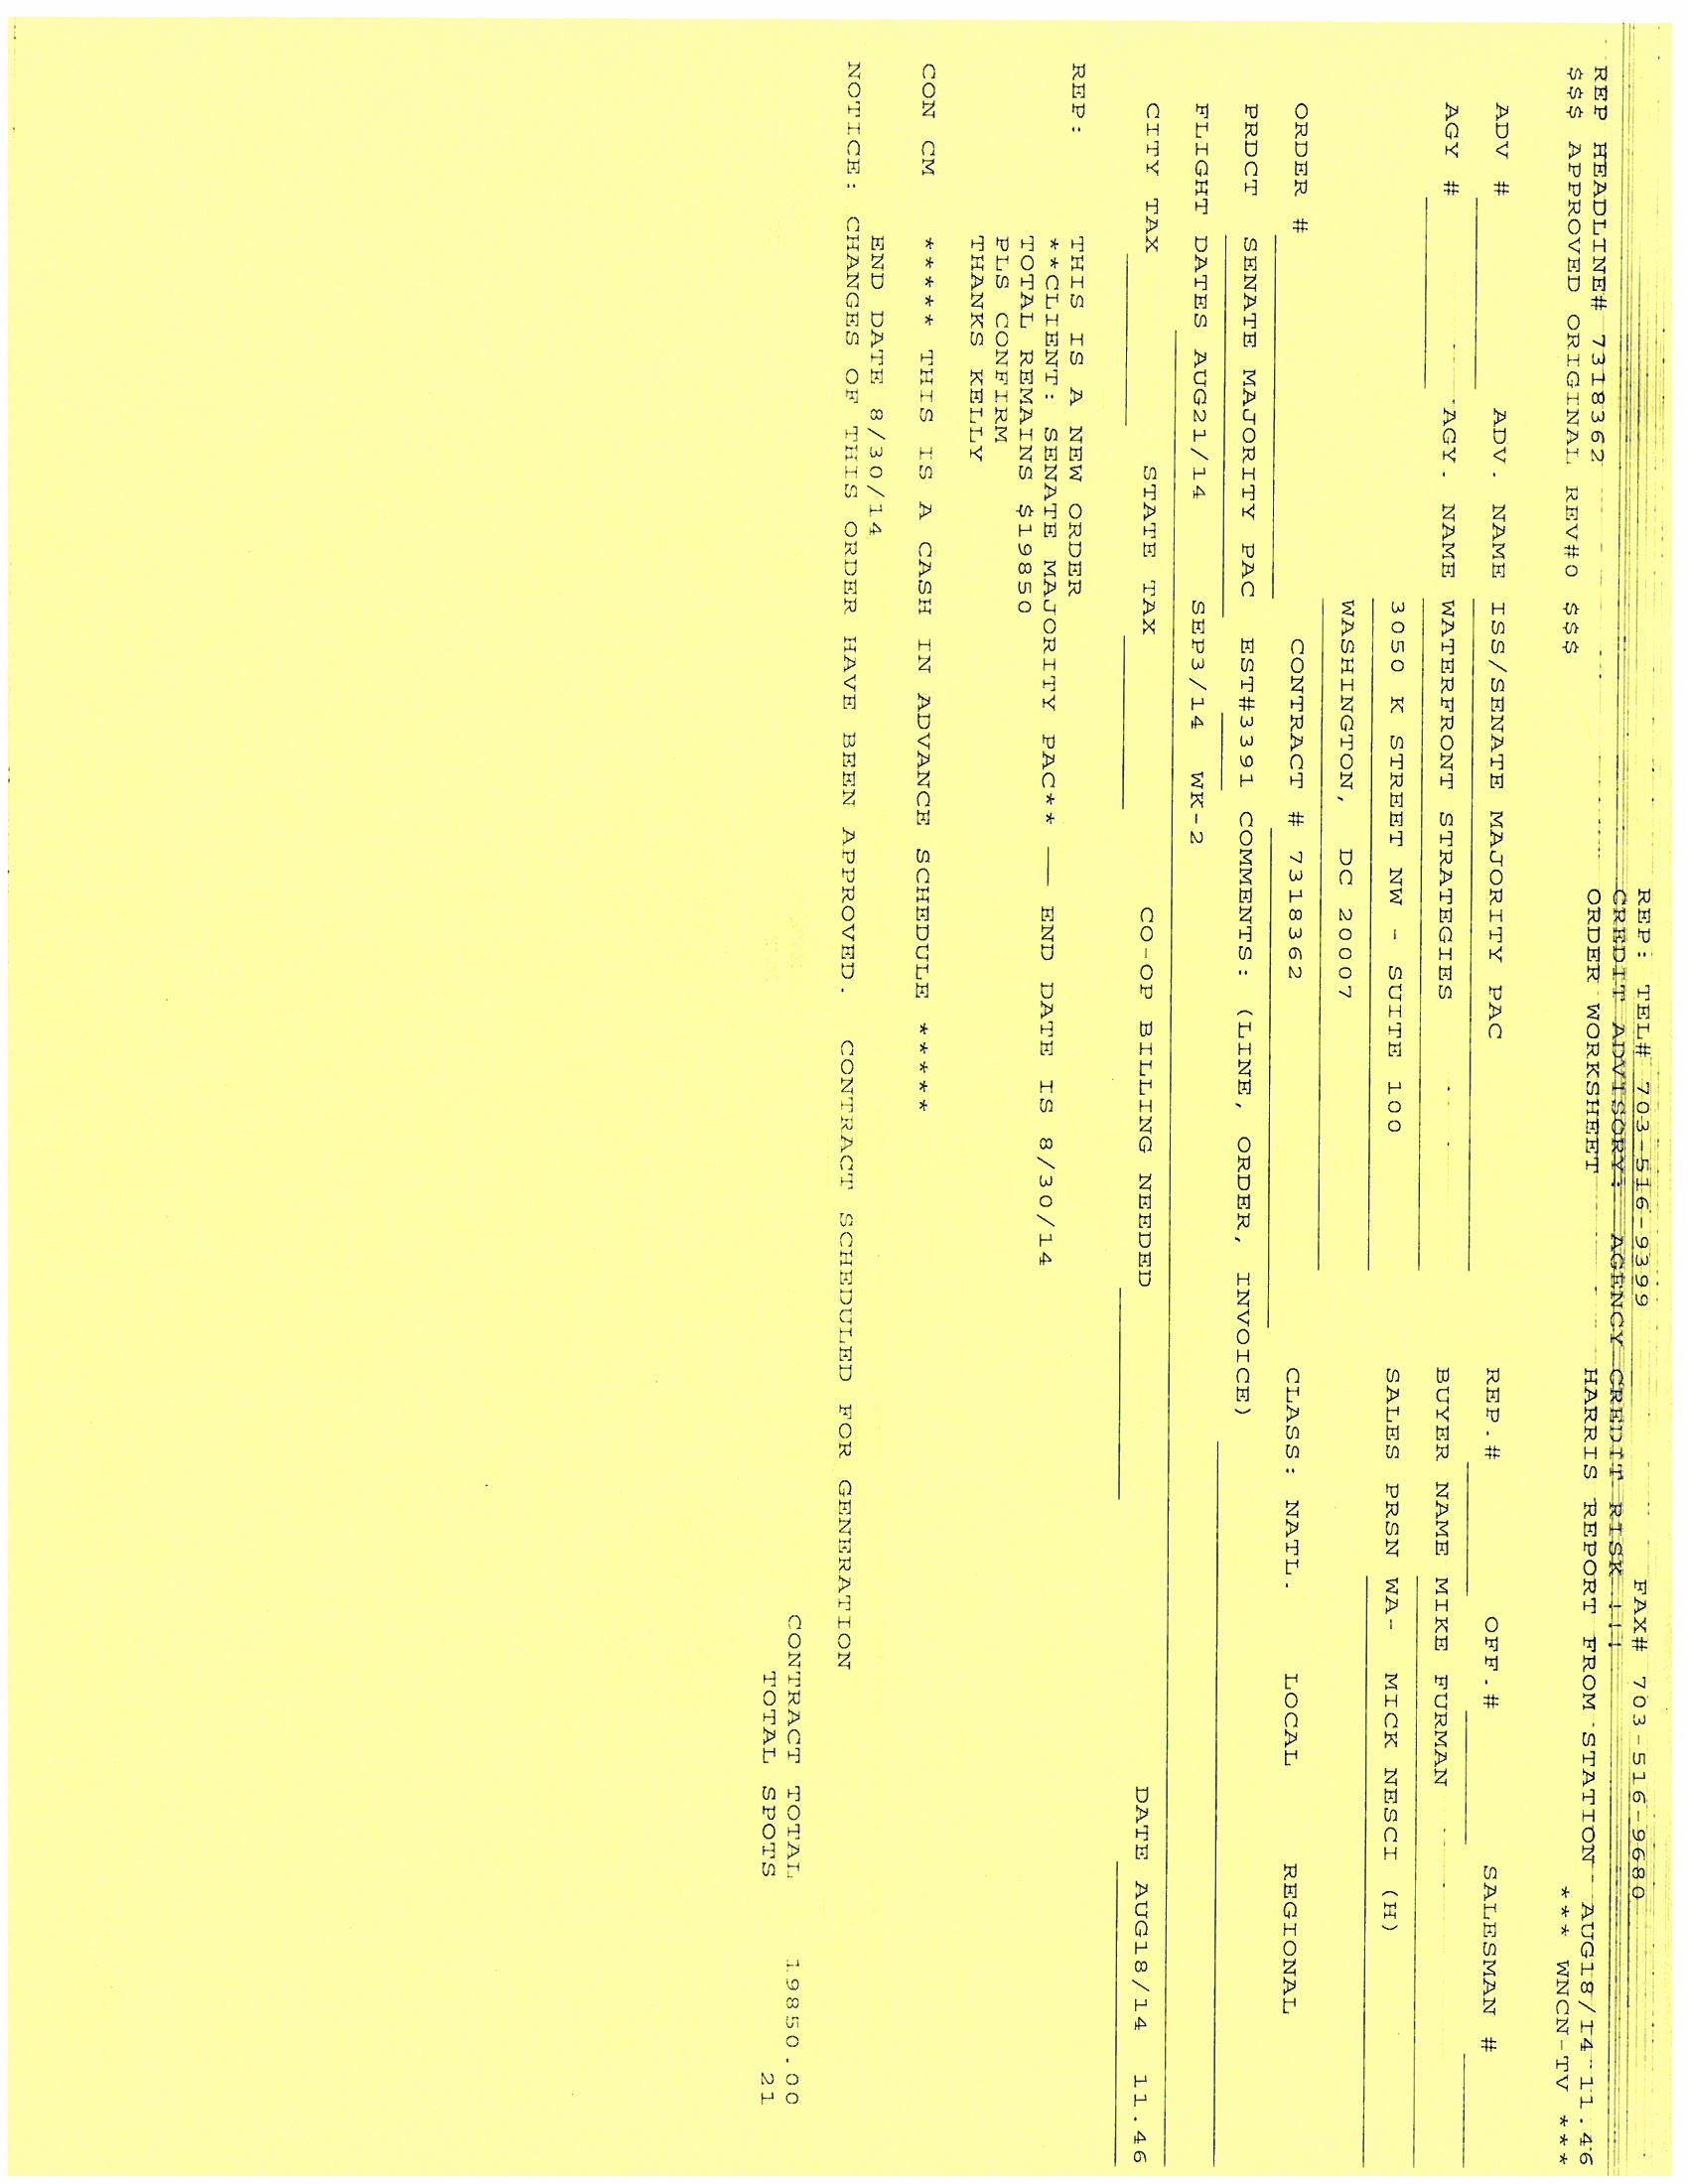 REP: TEL# 703-516-9399 FAX# 703-516-9680
CREDIT ADVISORY: AGENCY CREDIT RISK !!!
REP HEADLINE# 7318362 ORDER WORKSHEET HARRIS REPORT FROM STATION AUG18/14 11.46
$$$ APPROVED ORIGINAL REV#0 $$$ *** WNCN-TV ***
ADV # ADV. NAME ISS/SENATE MAJORITY PAC REP.# OFF.# SALESMAN #
AGY # AGY. NAME WATERFRONT STRATEGIES BUYER NAME MIKE FURMAN
3050 K STREET NW - SUITE 100 SALES PRSN WA- MICK NESCI (H)
WASHINGTON, DC 20007
ORDER # CONTRACT # 7318362 CLASS: NATL. LOCAL REGIONAL
PRDCT SENATE MAJORITY PAC EST#3391 COMMENTS: (LINE, ORDER, INVOICE)
FLIGHT DATES AUG21/14 SEP3/14 WK-2
CITY TAX STATE TAX CO-OP BILLING NEEDED DATE AUG18/14 11.46
REP: THIS IS A NEW ORDER
**CLIENT: SENATE MAJORITY PAC** -- END DATE IS 8/30/14
TOTAL REMAINS $19850
PLS CONFIRM
THANKS KELLY
CON CM ***** THIS IS A CASH IN ADVANCE SCHEDULE *****
END DATE 8/30/14
NOTICE: CHANGES OF THIS ORDER HAVE BEEN APPROVED. CONTRACT SCHEDULED FOR GENERATION
CONTRACT TOTAL 19850.00
TOTAL SPOTS 21